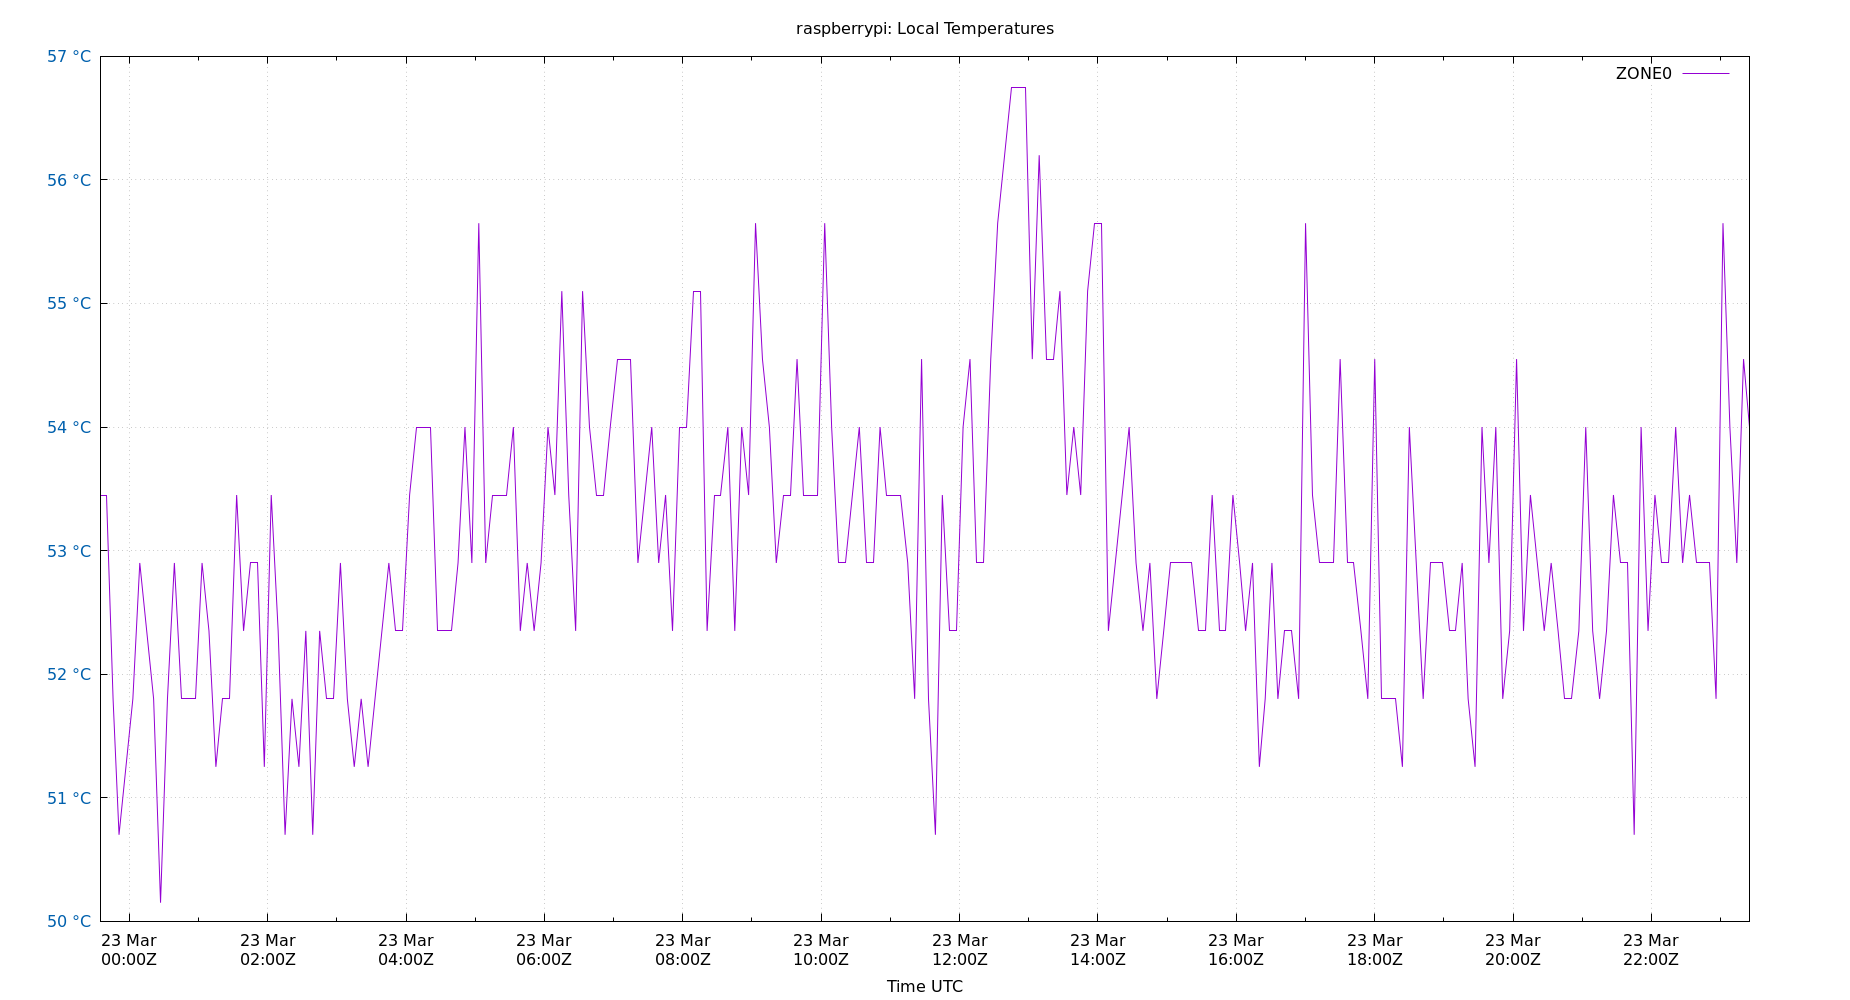 raspberrypi: Local Temperatures
57 °C
ZONE0
56 °C
55 °C
54 °C
53 °C
52 °C
51 °C
50 °C
23 Mar 23 Mar 23 Mar 23 Mar 23 Mar 23 Mar 23 Mar 23 Mar 23 Mar 23 Mar 23 Mar 23 Mar
00:00Z 02:00Z 04:00Z 06:00Z 08:00Z 10:00Z 12:00Z 14:00Z 16:00Z 18:00Z 20:00Z 22:00Z
Time UTC